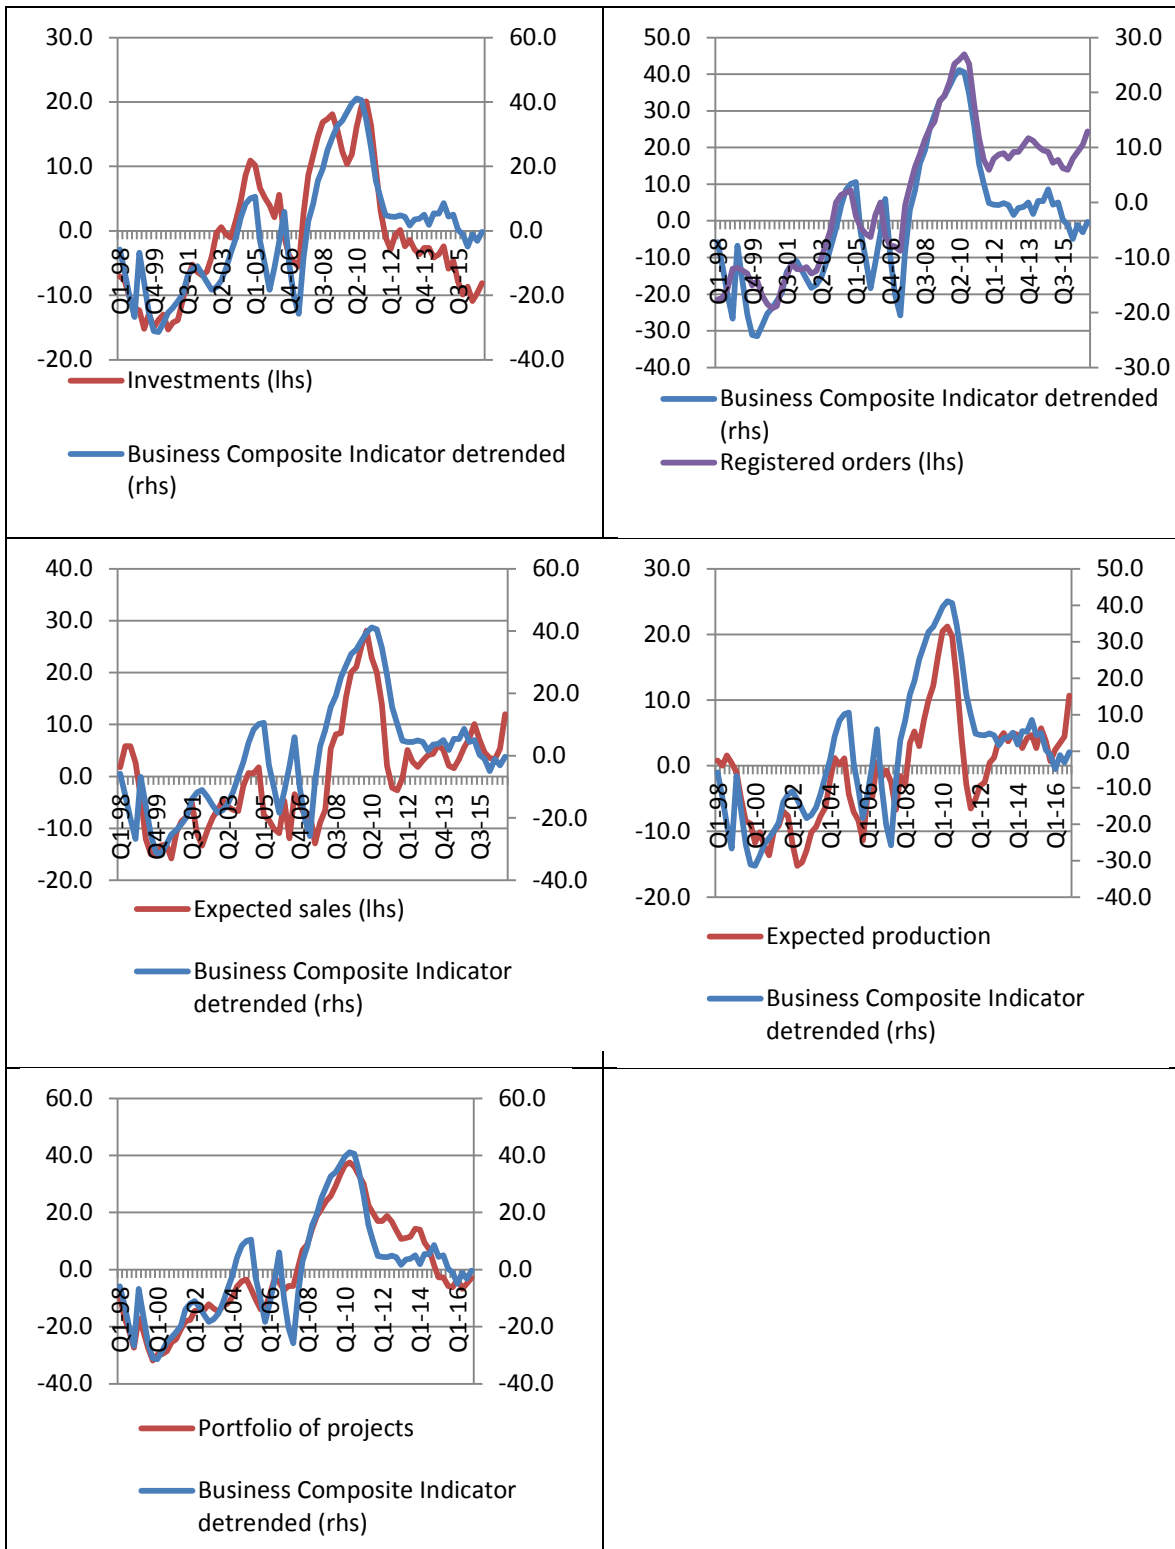 30.0
20.0
10.0
0.0
-10.0
-20.0
60.0
40.0
20.0
0.0
-20.0
-40.0
Q1-98
Q4-99
Q3-01
Q2-03
Q1-05
Q4-06
Q3-08
Q2-10
Q1-12
Q4-13
Q3-15
Investments (lhs)
Business Composite Indicator detrended
(rhs)
50.0
40.0
30.0
20.0
10.0
0.0
-10.0
-20.0
-30.0
-40.0
30.0
20.0
10.0
0.0
-10.0
-20.0
-30.0
Q1-98
Q4-99
Q3-01
Q2-03
Q1-05
Q4-06
Q3-08
Q2-10
Q1-12
Q4-13
Q3-15
Business Composite Indicator detrended
(rhs)
Registered orders (lhs)
40.0
30.0
20.0
10.0
0.0
-10.0
-20.0
60.0
40.0
20.0
0.0
-20.0
-40.0
Q1-98
Q4-99
Q3-01
Q2-03
Q1-05
Q4-06
Q3-08
Q2-10
Q1-12
Q4-13
Q3-15
Expected sales (lhs)
Business Composite Indicator
detrended (rhs)
30.0
20.0
10.0
0.0
-10.0
-20.0
50.0
40.0
30.0
20.0
10.0
0.0
-10.0
-20.0
-30.0
-40.0
Q1-98
Q1-00
Q1-02
Q1-04
Q1-06
Q1-08
Q1-10
Q1-12
Q1-14
Q1-16
Expected production
Business Composite Indicator
detrended (rhs)
60.0
40.0
20.0
0.0
-20.0
-40.0
60.0
40.0
20.0
0.0
-20.0
-40.0
Q1-98
Q1-00
Q1-02
Q1-04
Q1-06
Q1-08
Q1-10
Q1-12
Q1-14
Q1-16
Portfolio of projects
Business Composite Indicator
detrended (rhs)